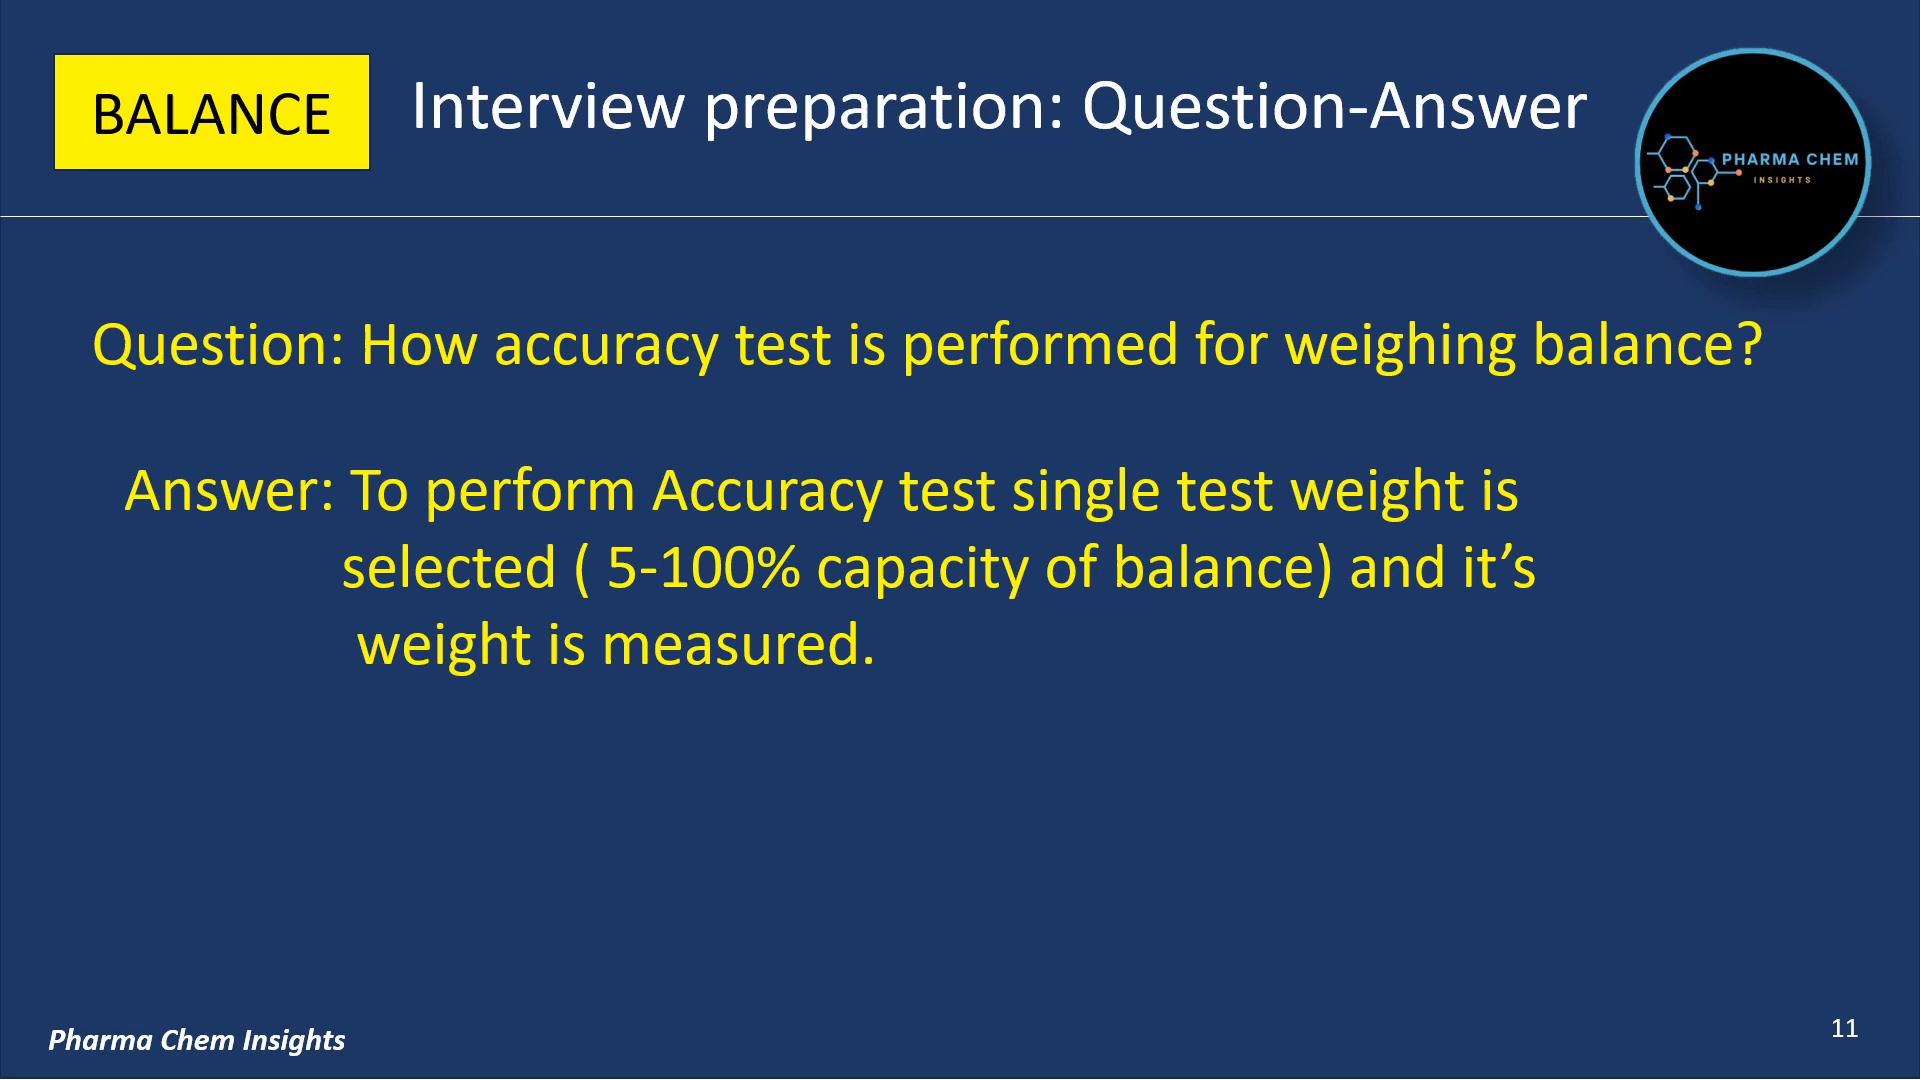 BALANCE
Interview preparation: Question-Answer
PHARMA CHEM
INSIGHTS
Question: How accuracy test is performed for weighing balance?
Answer: To perform Accuracy test single test weight is
selected ( 5-100% capacity of balance) and it’s
weight is measured.
Pharma Chem Insights
11